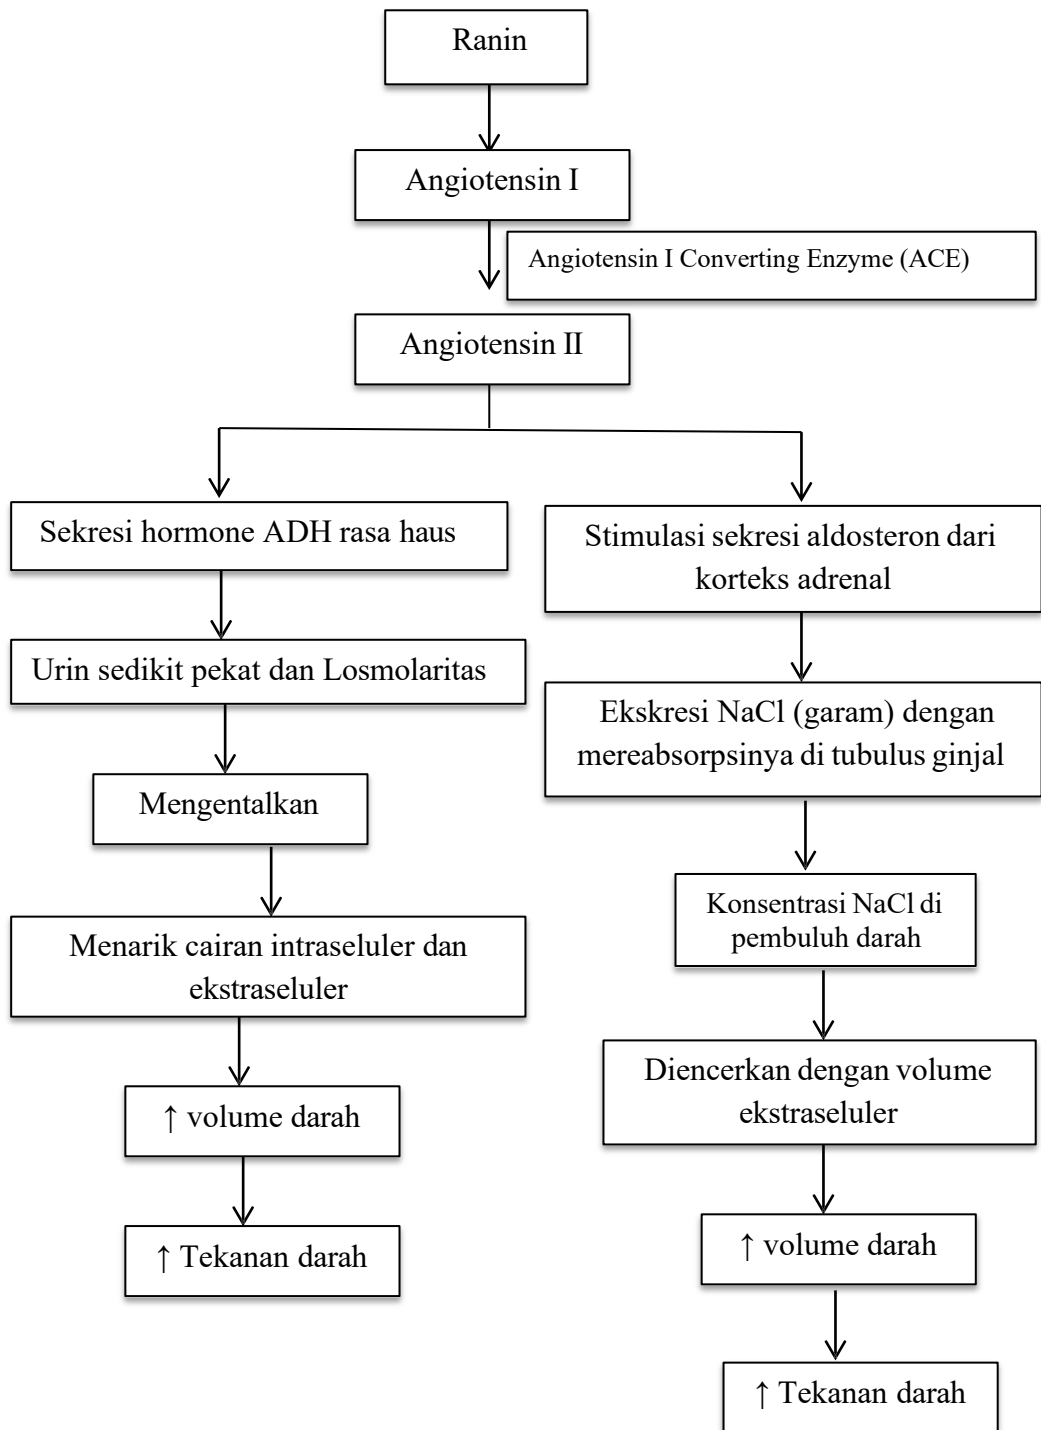 Ranin
Angiotensin I
Angiotensin I Converting Enzyme (ACE)
Angiotensin II
Sekresi hormone ADH rasa haus
Urin sedikit pekat dan Losmolaritas
Mengentalkan
Menarik cairan intraseluler dan
ekstraseluler
↑ volume darah
↑ Tekanan darah
Stimulasi sekresi aldosteron dari
korteks adrenal
Ekskresi NaCl (garam) dengan
mereabsorpsinya di tubulus ginjal
Konsentrasi NaCl di
pembuluh darah
Diencerkan dengan volume
ekstraseluler
↑ volume darah
↑ Tekanan darah